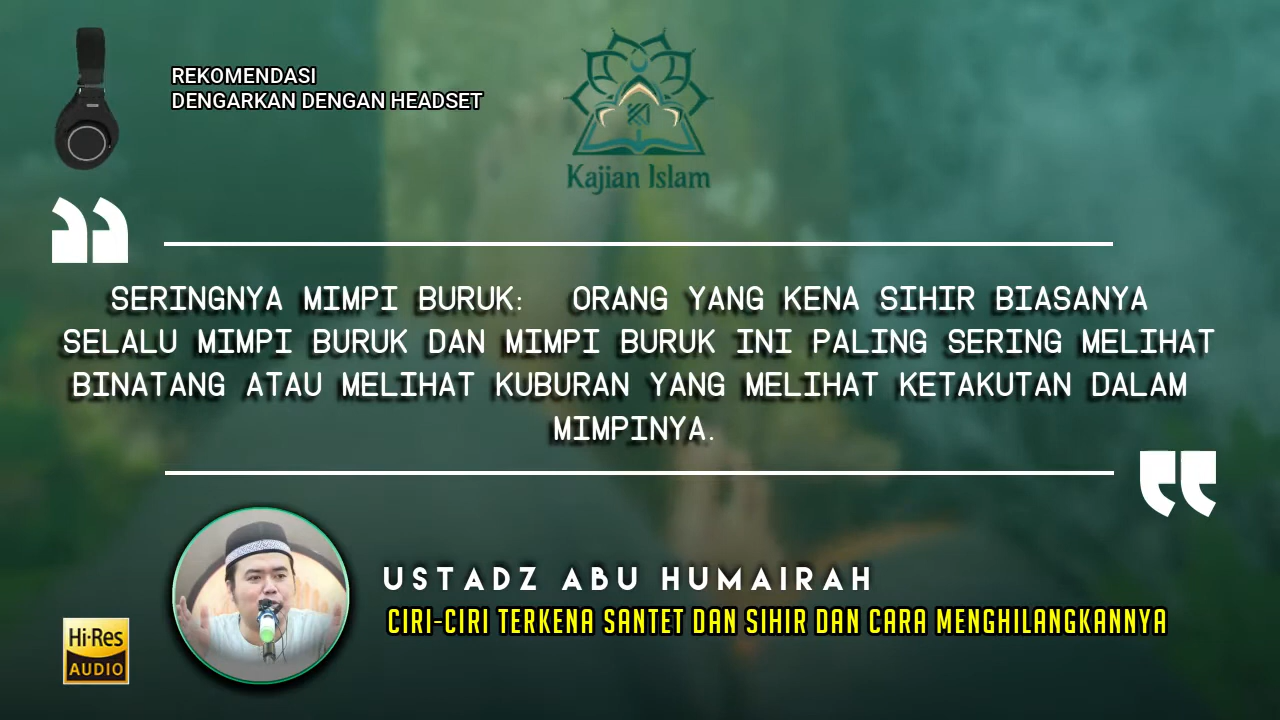 REKOMENDASI
DENGARKAN DENGAN HEADSET
Kajian Islam
SERINGNYA MIMPI BURUK: ORANG YANG KENA SIHIR BIASANYA
SELALU MIMPI BURUK DAN MIMPI BURUK INI PALING SERING MELIHAT
BINATANG ATAU MELIHAT KUBURAN YANG MELIHAT KETAKUTAN DALAM
MIMPINYA.
USTADZ ABU HUMAIRAH
CIRI-CIRI TERKENA SANTET DAN SIHIR DAN CARA MENGHILANGKANNYA
Hi-Res
AUDIO